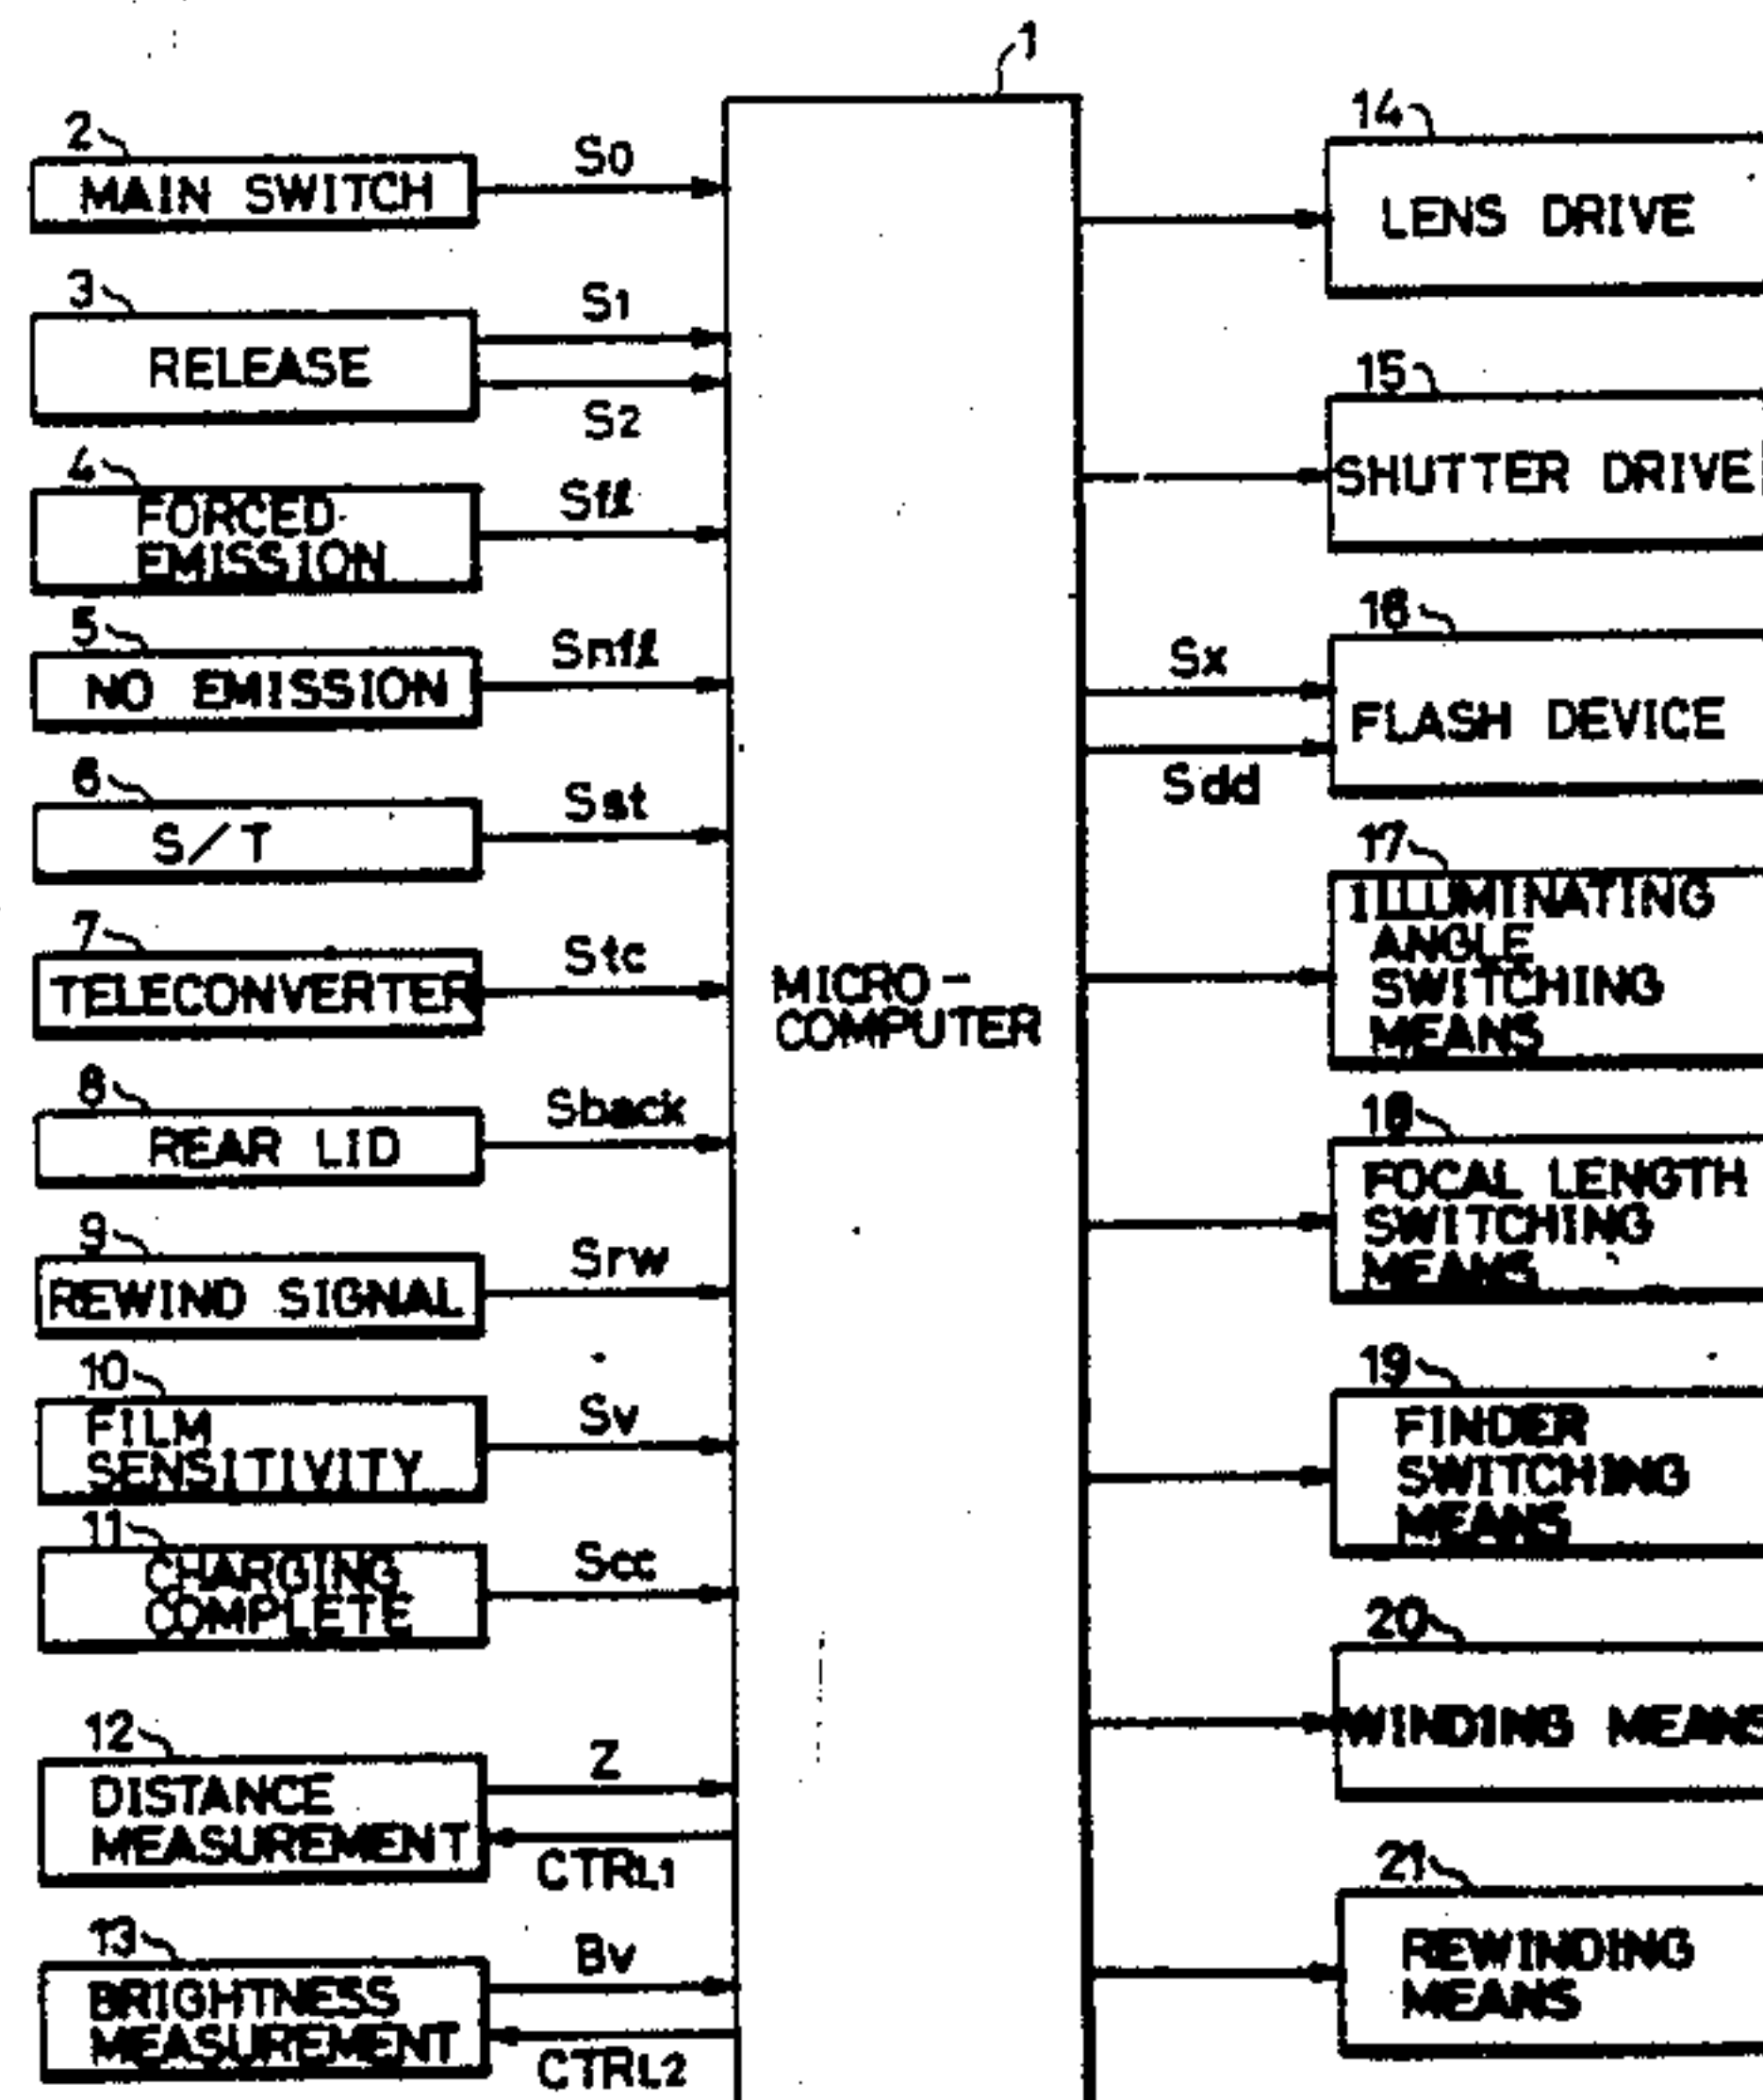 1
2
MAIN SWITCH
S0
3
RELEASE
S1
S2
4
FORCED
EMISSION
Sfℓ
5
NO EMISSION
Snfℓ
6
S/T
Sst
7
TELECONVERTER
Stc
8
REAR LID
Sback
9
REWIND SIGNAL
Srw
10
FILM
SENSITIVITY
Sv
11
CHARGING
COMPLETE
Scc
12
DISTANCE
MEASUREMENT
Z
CTRL1
13
BRIGHTNESS
MEASUREMENT
Bv
CTRL2
MICRO-
COMPUTER
14
LENS DRIVE
15
SHUTTER DRIVE
16
FLASH DEVICE
Sx
Sdd
17
ILLUMINATING
ANGLE
SWITCHING
MEANS
18
FOCAL LENGTH
SWITCHING
MEANS
19
FINDER
SWITCHING
MEANS
20
WINDING MEANS
21
REWINDING
MEANS